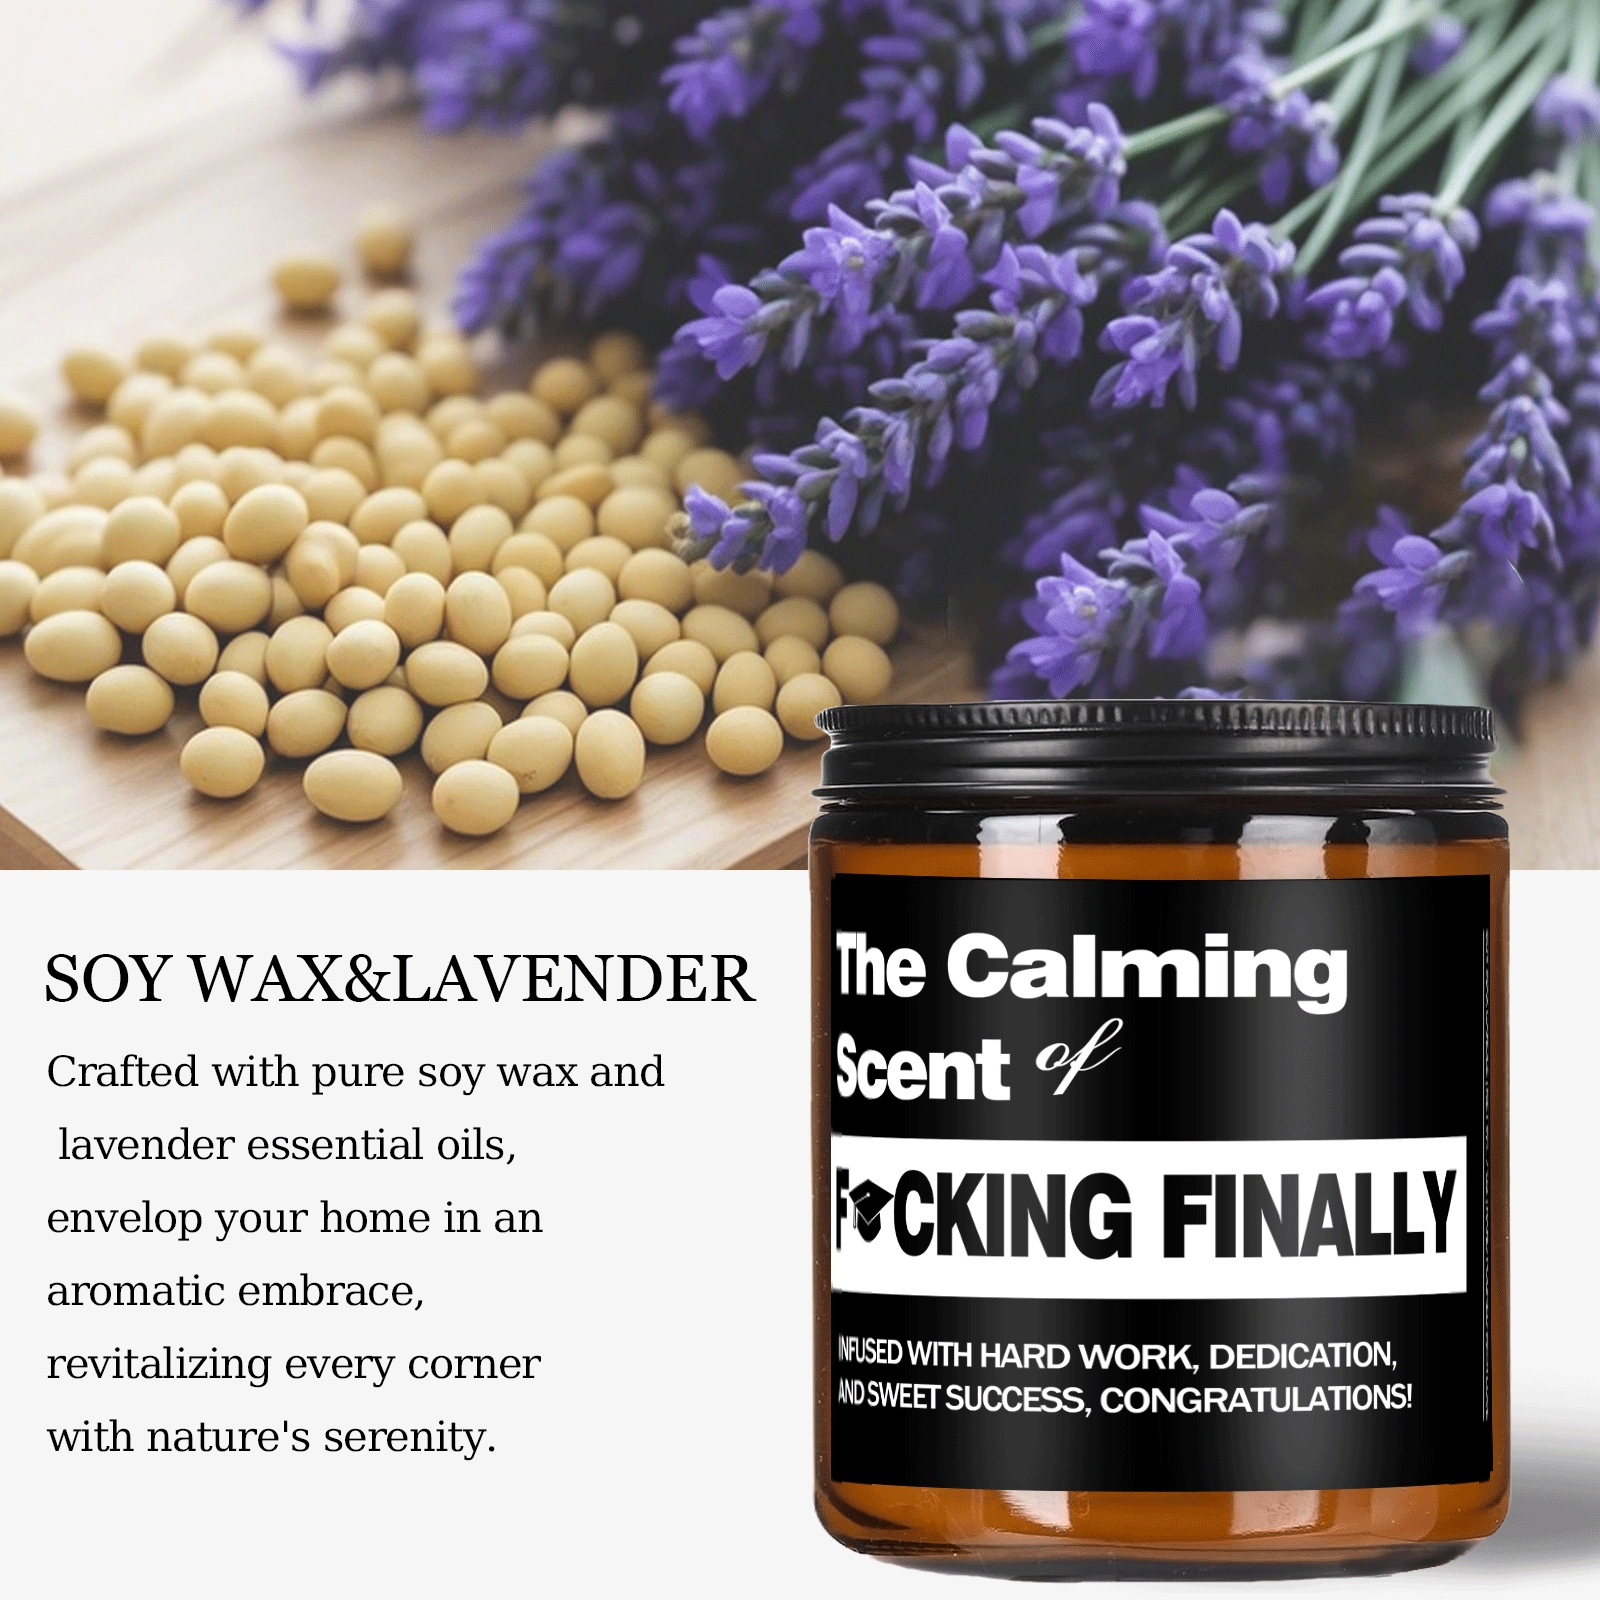 SOY WAX&LAVENDER
Crafted with pure soy wax and
lavender essential oils,
envelop your home in an
aromatic embrace,
revitalizing every corner
with nature's serenity.
The Calming
Scent of
F🎓CKING FINALLY
INFUSED WITH HARD WORK, DEDICATION,
AND SWEET SUCCESS, CONGRATULATIONS!